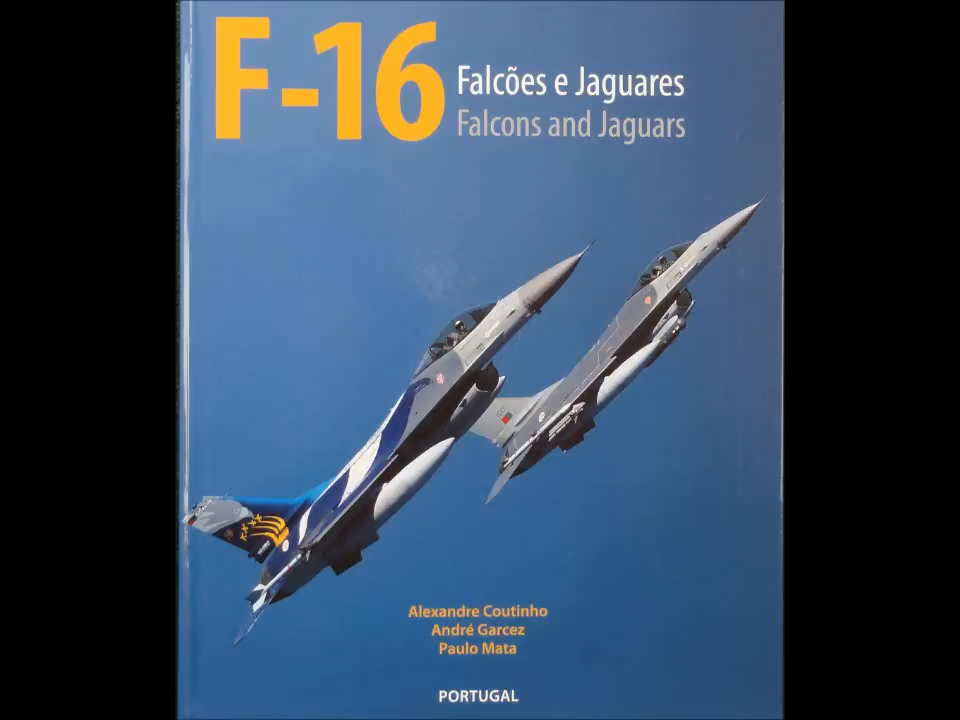 F-16
Falcões e Jaguares
Falcons and Jaguars
Alexandre Coutinho
André Garcez
Paulo Mata
PORTUGAL